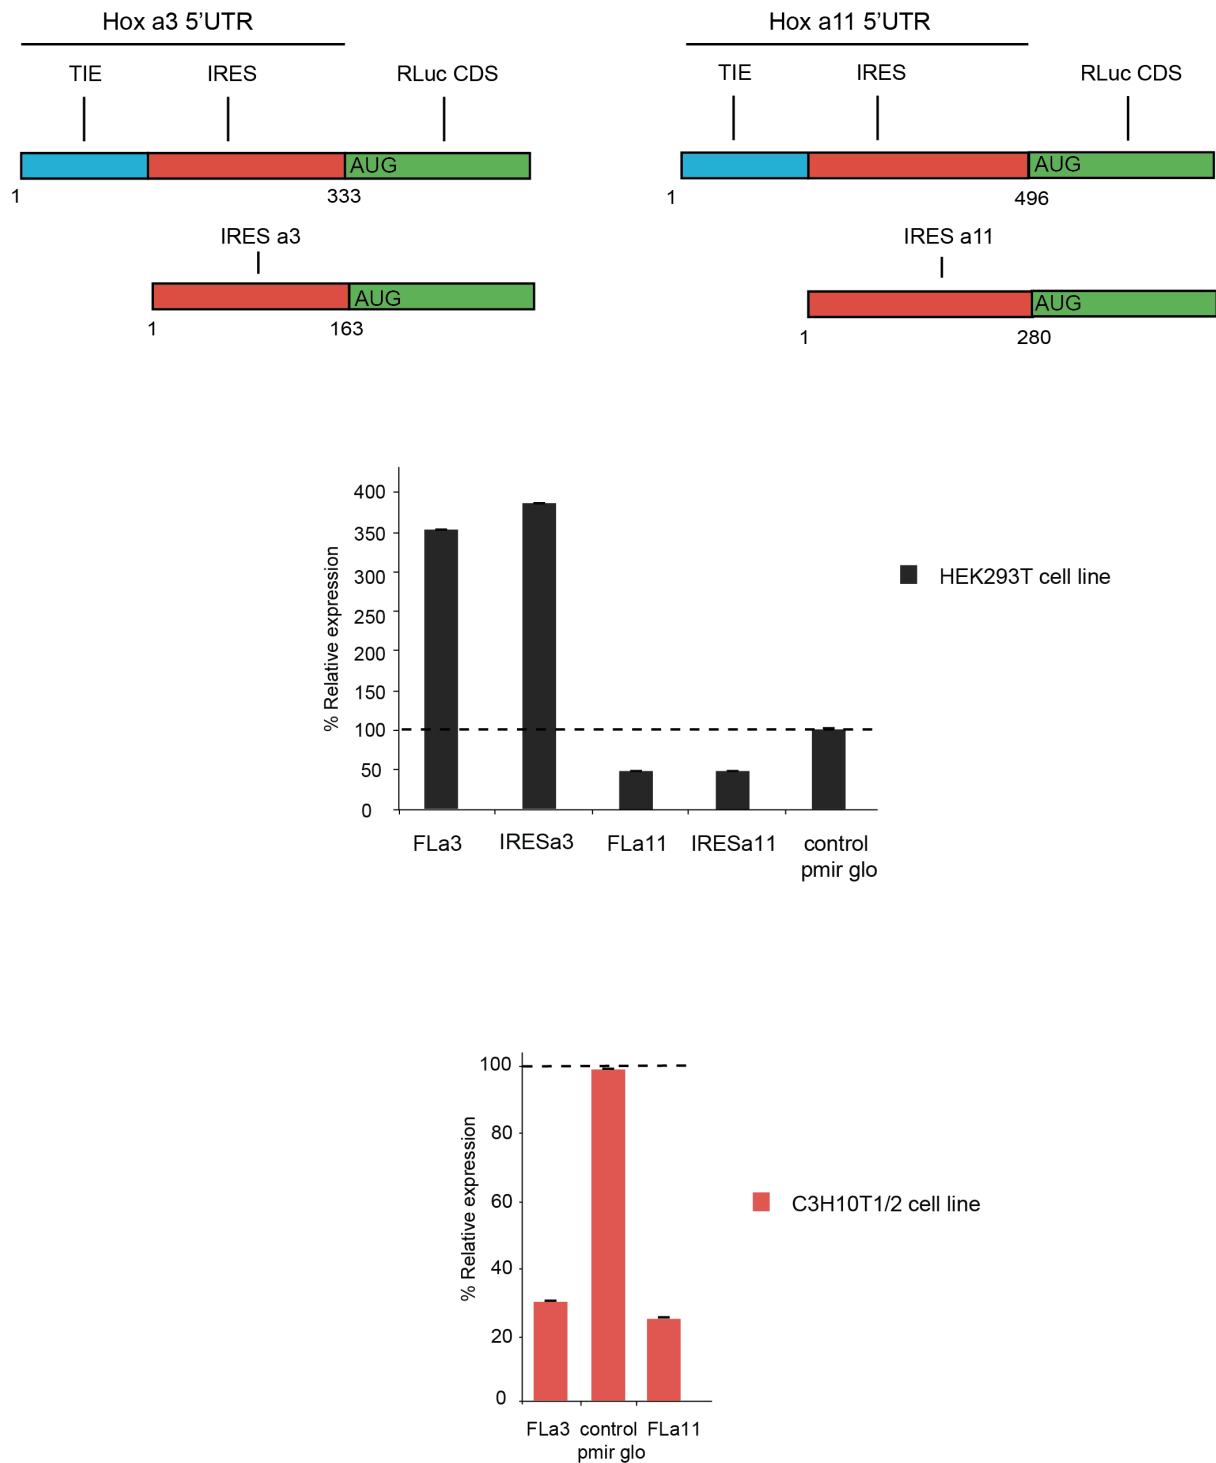 Hox a3 5’UTR
TIE IRES RLuc CDS
AUG
1 333
IRES a3
AUG
1 163
Hox a11 5’UTR
TIE IRES RLuc CDS
AUG
1 496
IRES a11
AUG
1 280
% Relative expression
400
350
300
250
200
150
100
50
0
FLa3 IRESa3 FLa11 IRESa11 control
pmir glo
HEK293T cell line
% Relative expression
100
80
60
40
20
0
FLa3 control FLa11
pmir glo
C3H10T1/2 cell line